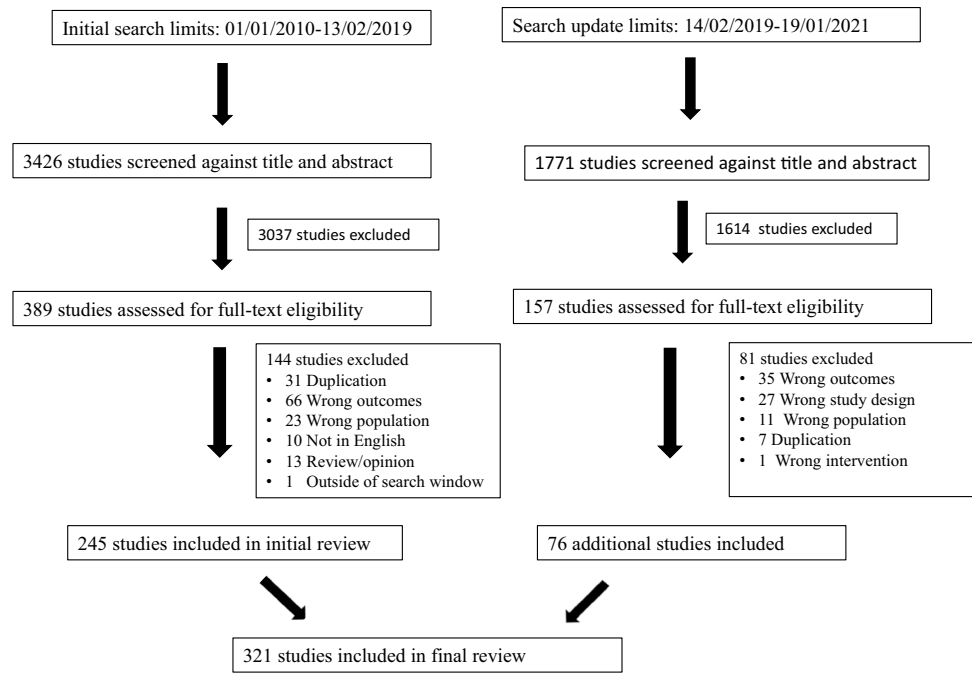 Initial search limits: 01/01/2010-13/02/2019
3426 studies screened against title and abstract
3037 studies excluded
389 studies assessed for full-text eligibility
144 studies excluded
• 31 Duplication
• 66 Wrong outcomes
• 23 Wrong population
• 10 Not in English
• 13 Review/opinion
• 1 Outside of search window
245 studies included in initial review
Search update limits: 14/02/2019-19/01/2021
1771 studies screened against title and abstract
1614 studies excluded
157 studies assessed for full-text eligibility
81 studies excluded
• 35 Wrong outcomes
• 27 Wrong study design
• 11 Wrong population
• 7 Duplication
• 1 Wrong intervention
76 additional studies included
321 studies included in final review